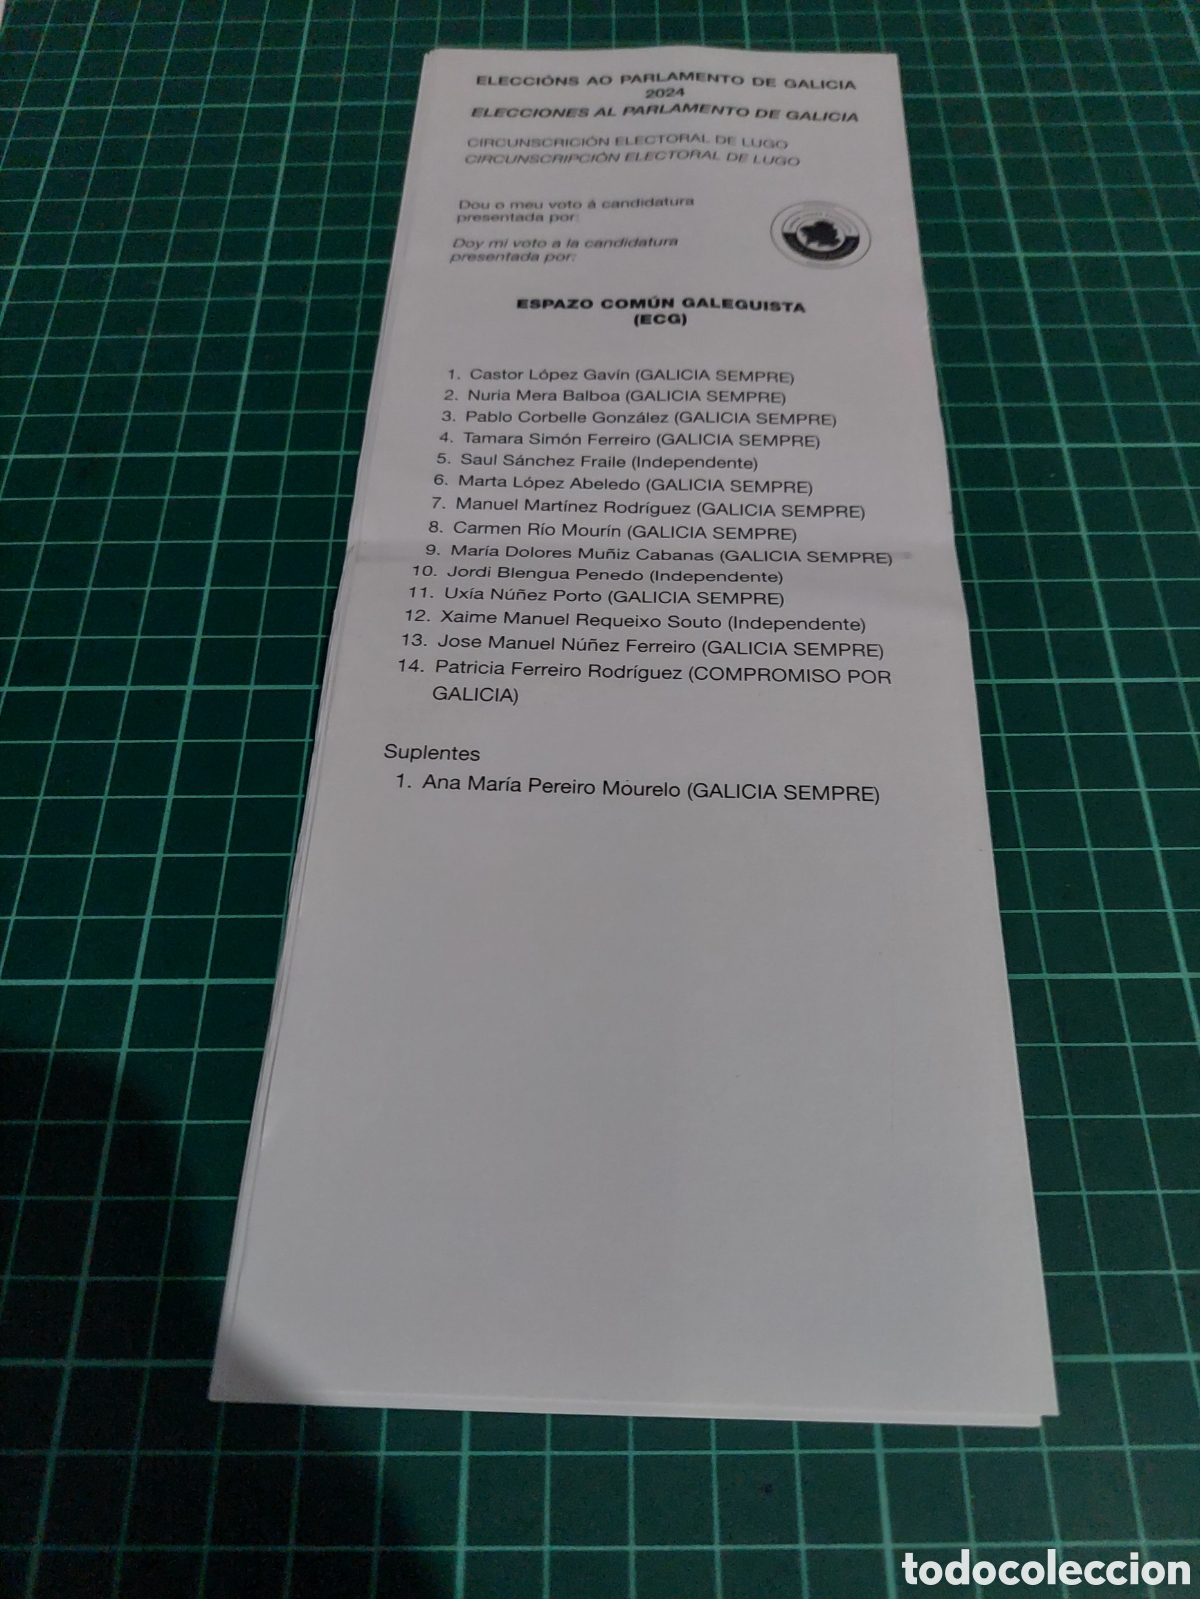 ELECCIÓNS AO PARLAMENTO DE GALICIA
2024
ELECCIONES AL PARLAMENTO DE GALICIA
CIRCUNSCRICIÓN ELECTORAL DE LUGO
CIRCUNSCRIPCIÓN ELECTORAL DE LUGO
Dou o meu voto á candidatura
presentada por:
Doy mi voto a la candidatura
presentada por:
ESPAZO COMÚN GALEGUISTA
(ECG)
1. Castor López Gavín (GALICIA SEMPRE)
2. Nuria Mera Balboa (GALICIA SEMPRE)
3. Pablo Corbelle González (GALICIA SEMPRE)
4. Tamara Simón Ferreiro (GALICIA SEMPRE)
5. Saul Sánchez Fraile (Independente)
6. Marta López Abeledo (GALICIA SEMPRE)
7. Manuel Martínez Rodríguez (GALICIA SEMPRE)
8. Carmen Río Mourín (GALICIA SEMPRE)
9. María Dolores Muñiz Cabanas (GALICIA SEMPRE)
10. Jordi Blengua Penedo (Independente)
11. Uxía Núñez Porto (GALICIA SEMPRE)
12. Xaime Manuel Requeixo Souto (Independente)
13. Jose Manuel Núñez Ferreiro (GALICIA SEMPRE)
14. Patricia Ferreiro Rodríguez (COMPROMISO POR
GALICIA)
Suplentes
1. Ana María Pereiro Mourelo (GALICIA SEMPRE)
todocoleccion